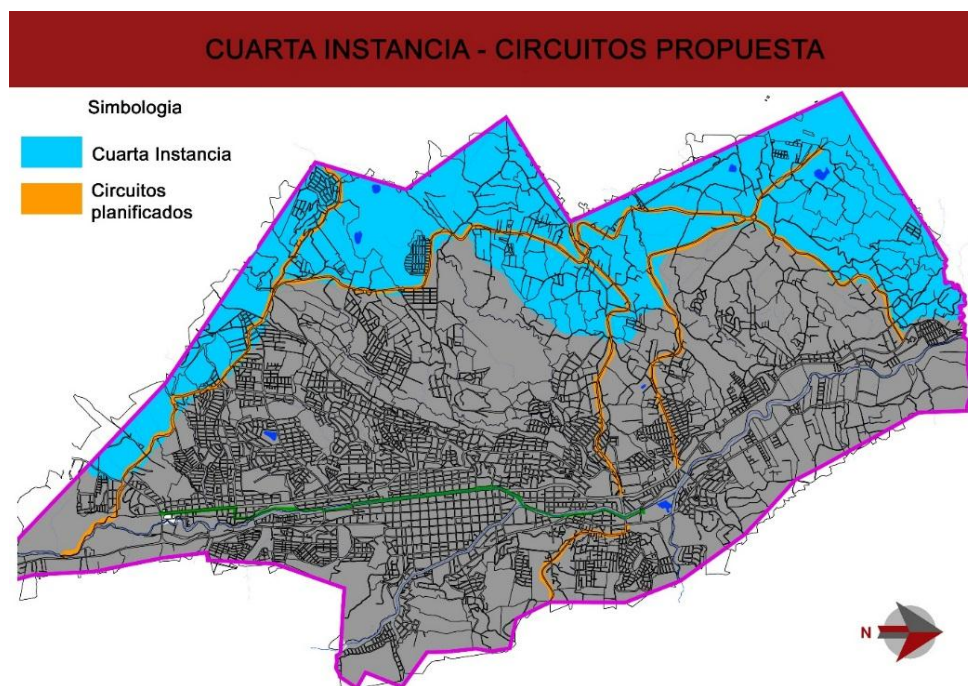 CUARTA INSTANCIA - CIRCUITOS PROPUESTA
Simbologia
Cuarta Instancia
Circuitos
planificados
N